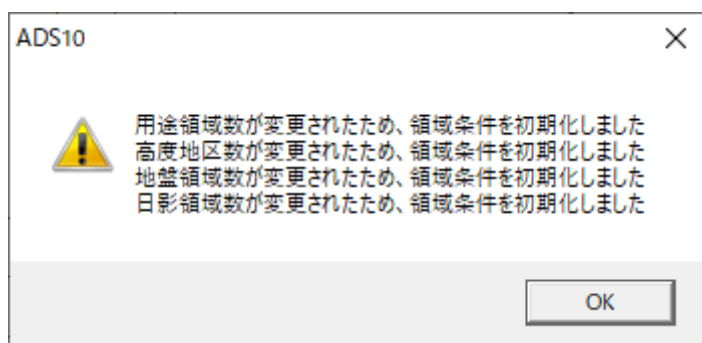 ADS10
用途領域数が変更されたため、領域条件を初期化しました
高度地区数が変更されたため、領域条件を初期化しました
地盤領域数が変更されたため、領域条件を初期化しました
日影領域数が変更されたため、領域条件を初期化しました
OK